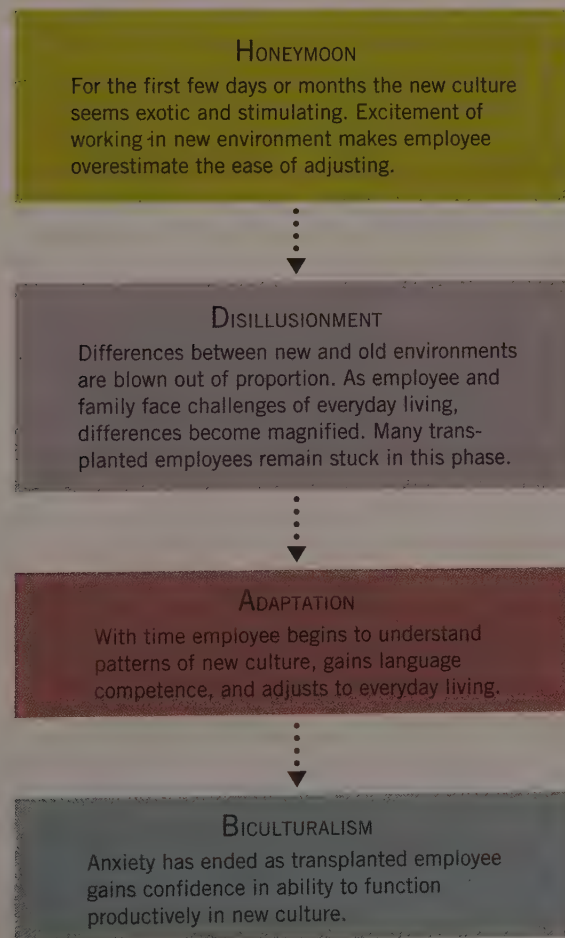 HONEYMOON
For the first few days or months the new culture
seems exotic and stimulating. Excitement of
working in new environment makes employee
overestimate the ease of adjusting.
DISILLUSIONMENT
Differences between new and old environments
are blown out of proportion. As employee and
family face challenges of everyday living,
differences become magnified. Many trans-
planted employees remain stuck in this phase.
ADAPTATION
With time employee begins to understand
patterns of new culture, gains language
competence, and adjusts to everyday living.
BICULTURALISM
Anxiety has ended as transplanted employee
gains confidence in ability to function
productively in new culture.